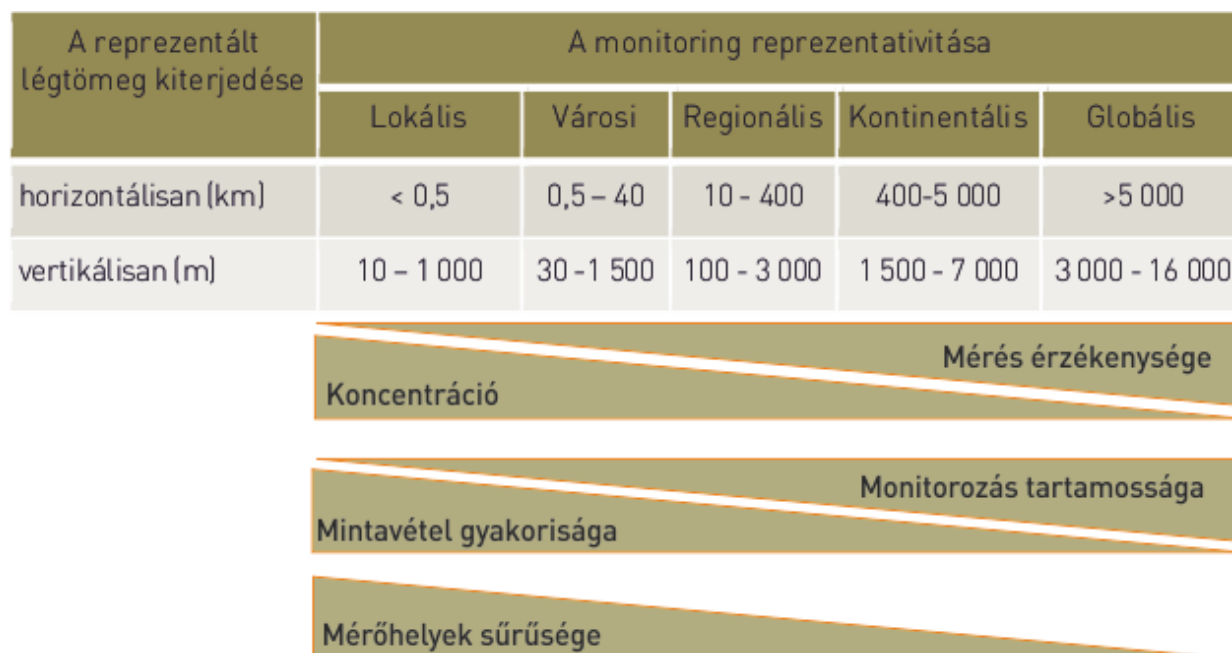 A reprezentált
légtömeg kiterjedése
A monitoring reprezentativitása
Lokális Városi Regionális Kontinentális Globális
horizontálisan (km) < 0,5 0,5 – 40 10 - 400 400-5 000 >5 000
vertikálisan (m) 10 – 1 000 30 -1 500 100 - 3 000 1 500 - 7 000 3 000 - 16 000
Mérés érzékenysége
Koncentráció
Monitorozás tartamossága
Mintavétel gyakorisága
Mérőhelyek sűrűsége